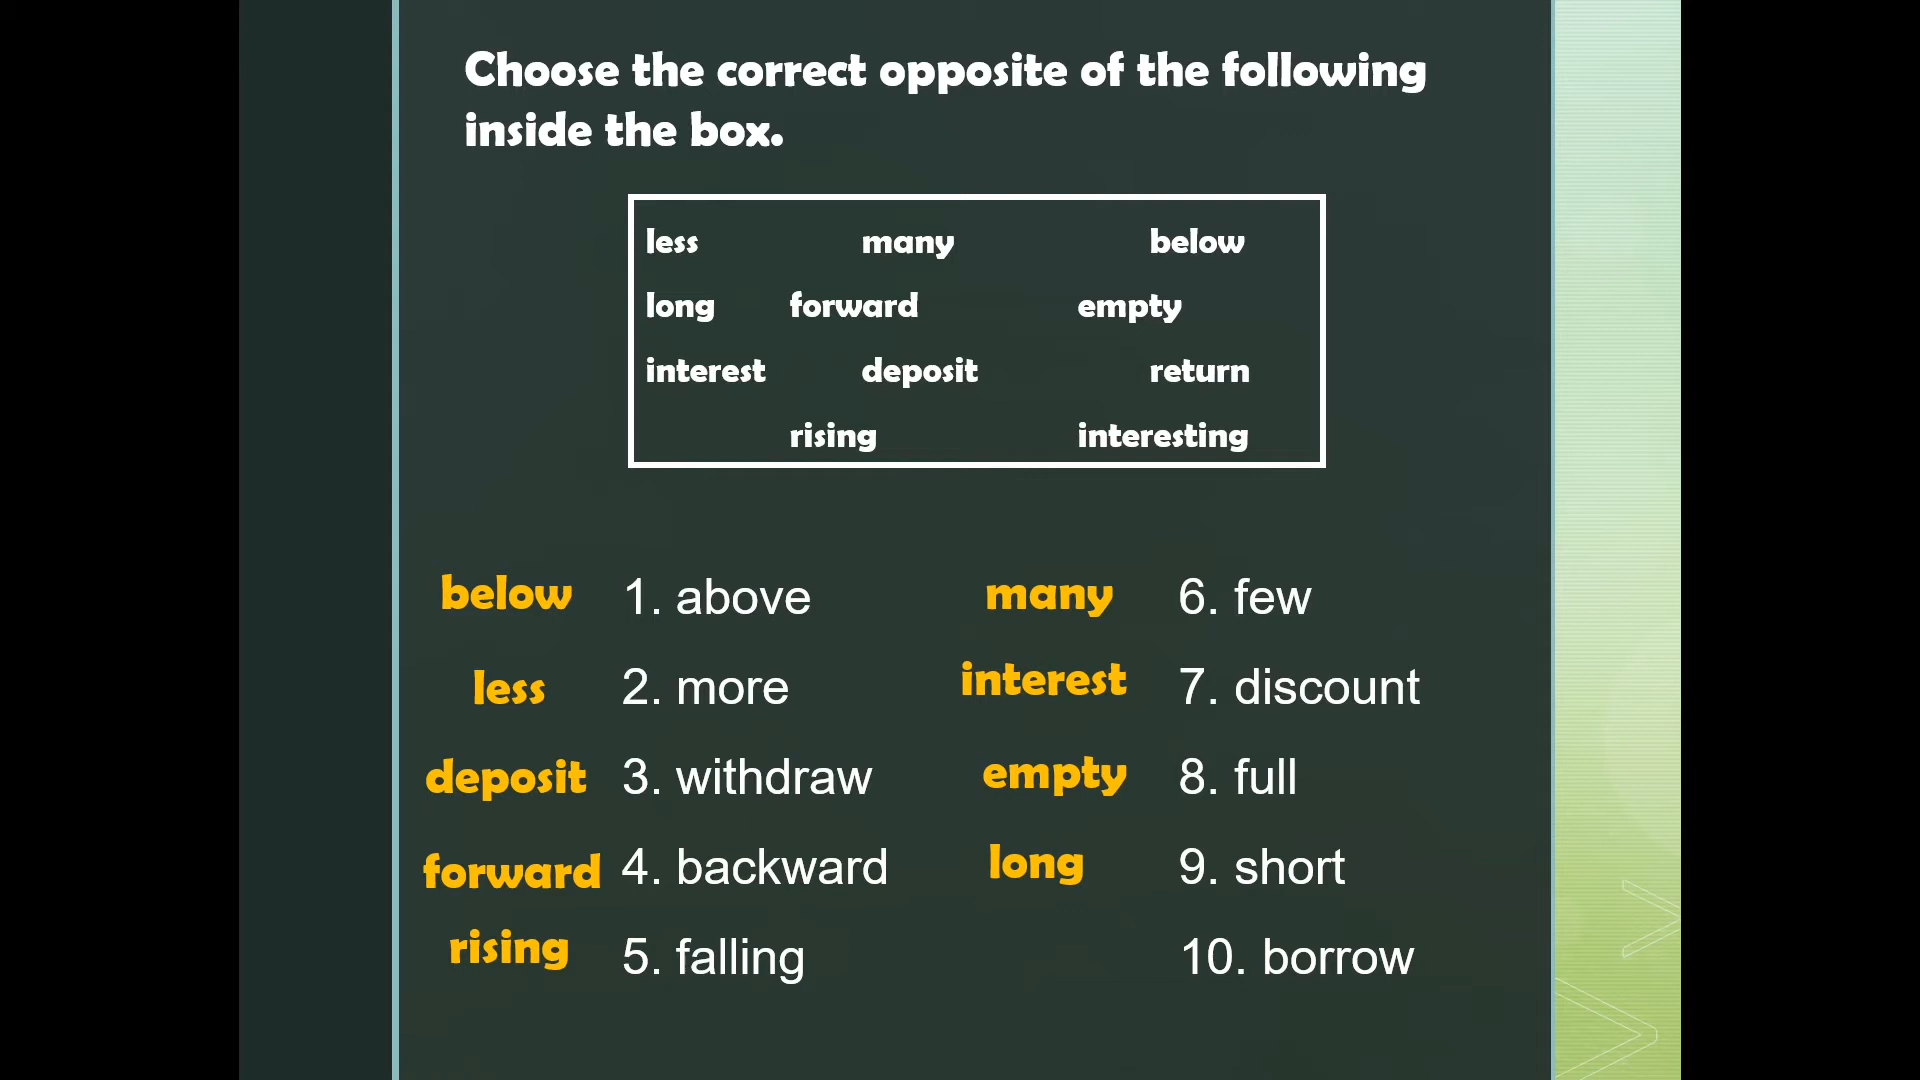 Choose the correct opposite of the following
inside the box.
less many below
long forward empty
interest deposit return
rising interesting
below 1. above
less 2. more
deposit 3. withdraw
forward 4. backward
rising 5. falling
many 6. few
interest 7. discount
empty 8. full
long 9. short
10. borrow